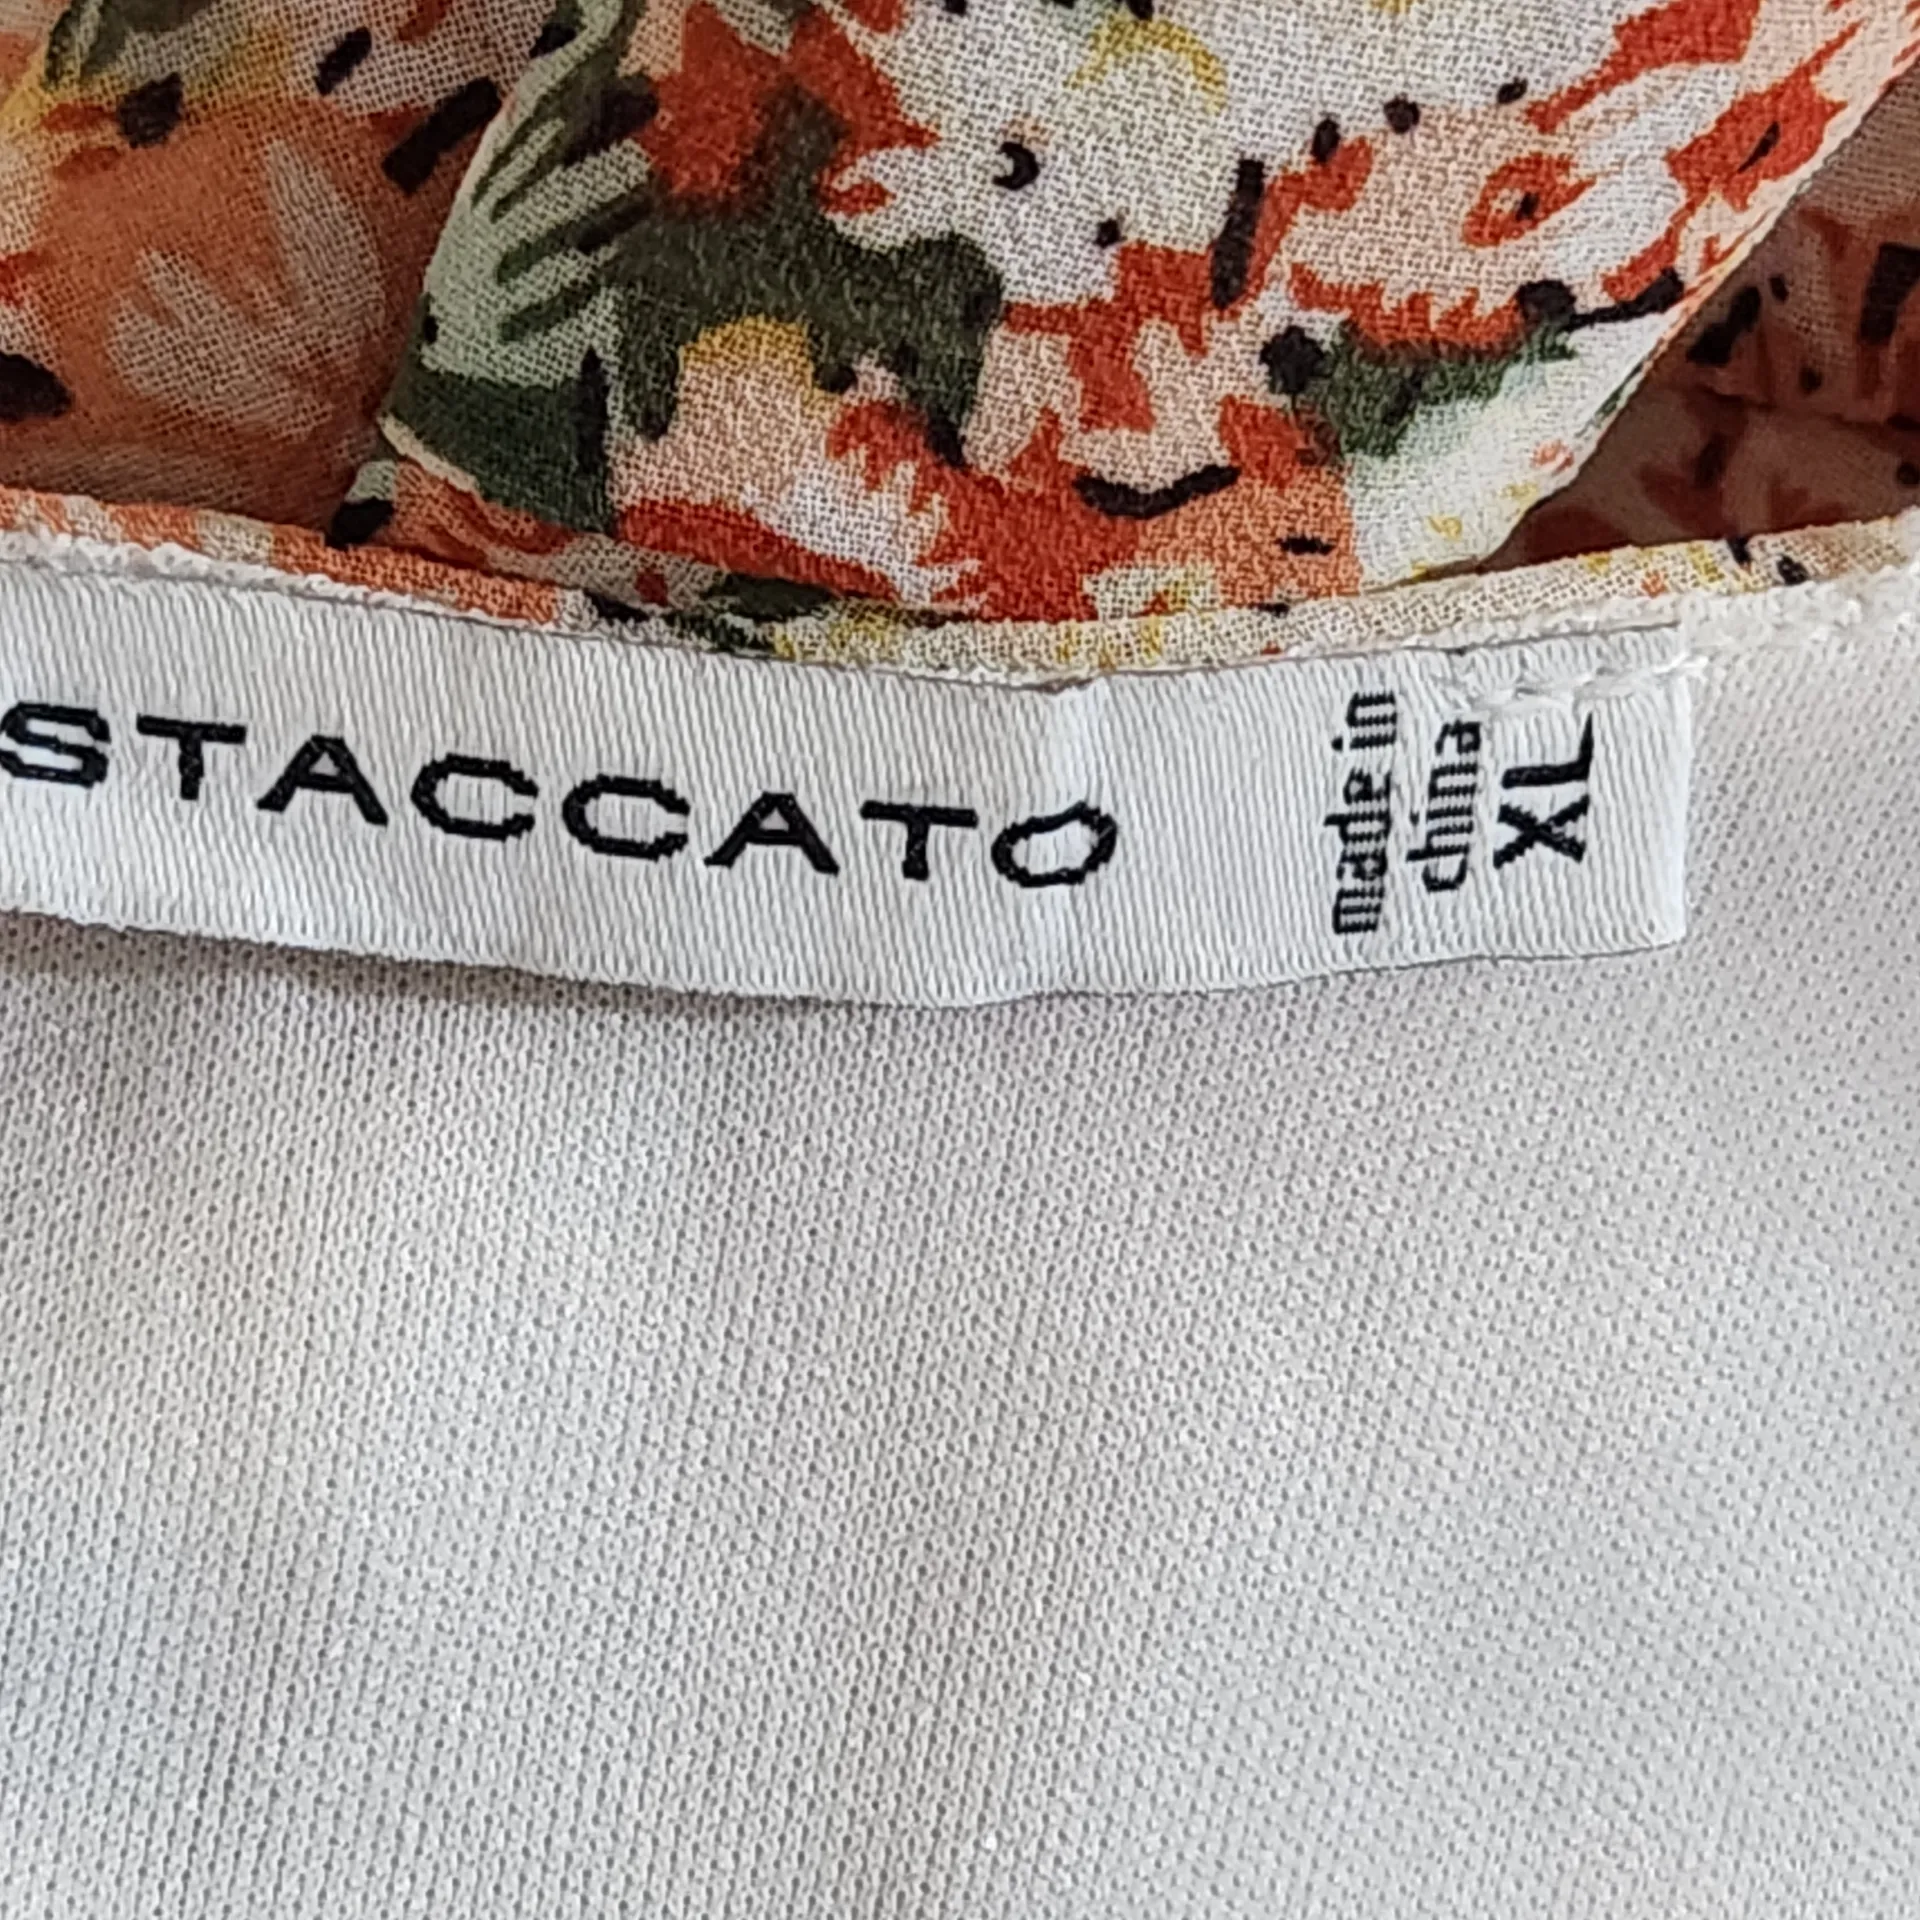 STACCATO
made in
china
XL